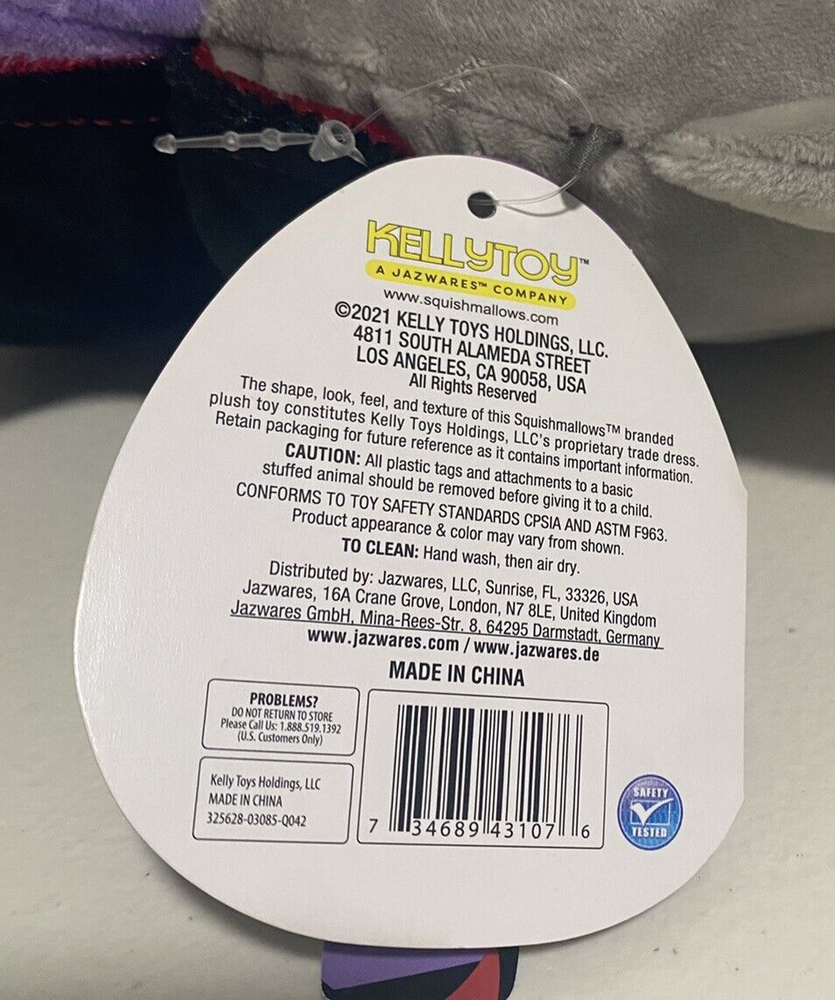 KELLYTOY™
A JAZWARES™ COMPANY
www.squishmallows.com
©2021 KELLY TOYS HOLDINGS, LLC.
4811 SOUTH ALAMEDA STREET
LOS ANGELES, CA 90058, USA
All Rights Reserved
The shape, look, feel, and texture of this Squishmallows™ branded
plush toy constitutes Kelly Toys Holdings, LLC's proprietary trade dress.
Retain packaging for future reference as it contains important information.
CAUTION: All plastic tags and attachments to a basic
stuffed animal should be removed before giving it to a child.
CONFORMS TO TOY SAFETY STANDARDS CPSIA AND ASTM F963.
Product appearance & color may vary from shown.
TO CLEAN: Hand wash, then air dry.
Distributed by: Jazwares, LLC, Sunrise, FL, 33326, USA
Jazwares, 16A Crane Grove, London, N7 8LE, United Kingdom
Jazwares GmbH, Mina-Rees-Str. 8, 64295 Darmstadt, Germany
www.jazwares.com / www.jazwares.de
MADE IN CHINA
PROBLEMS?
DO NOT RETURN TO STORE
Please Call Us: 1.888.519.1392
(U.S. Customers Only)
Kelly Toys Holdings, LLC
MADE IN CHINA
325628-03085-Q042
7 34689 43107 6
SAFETY
TESTED